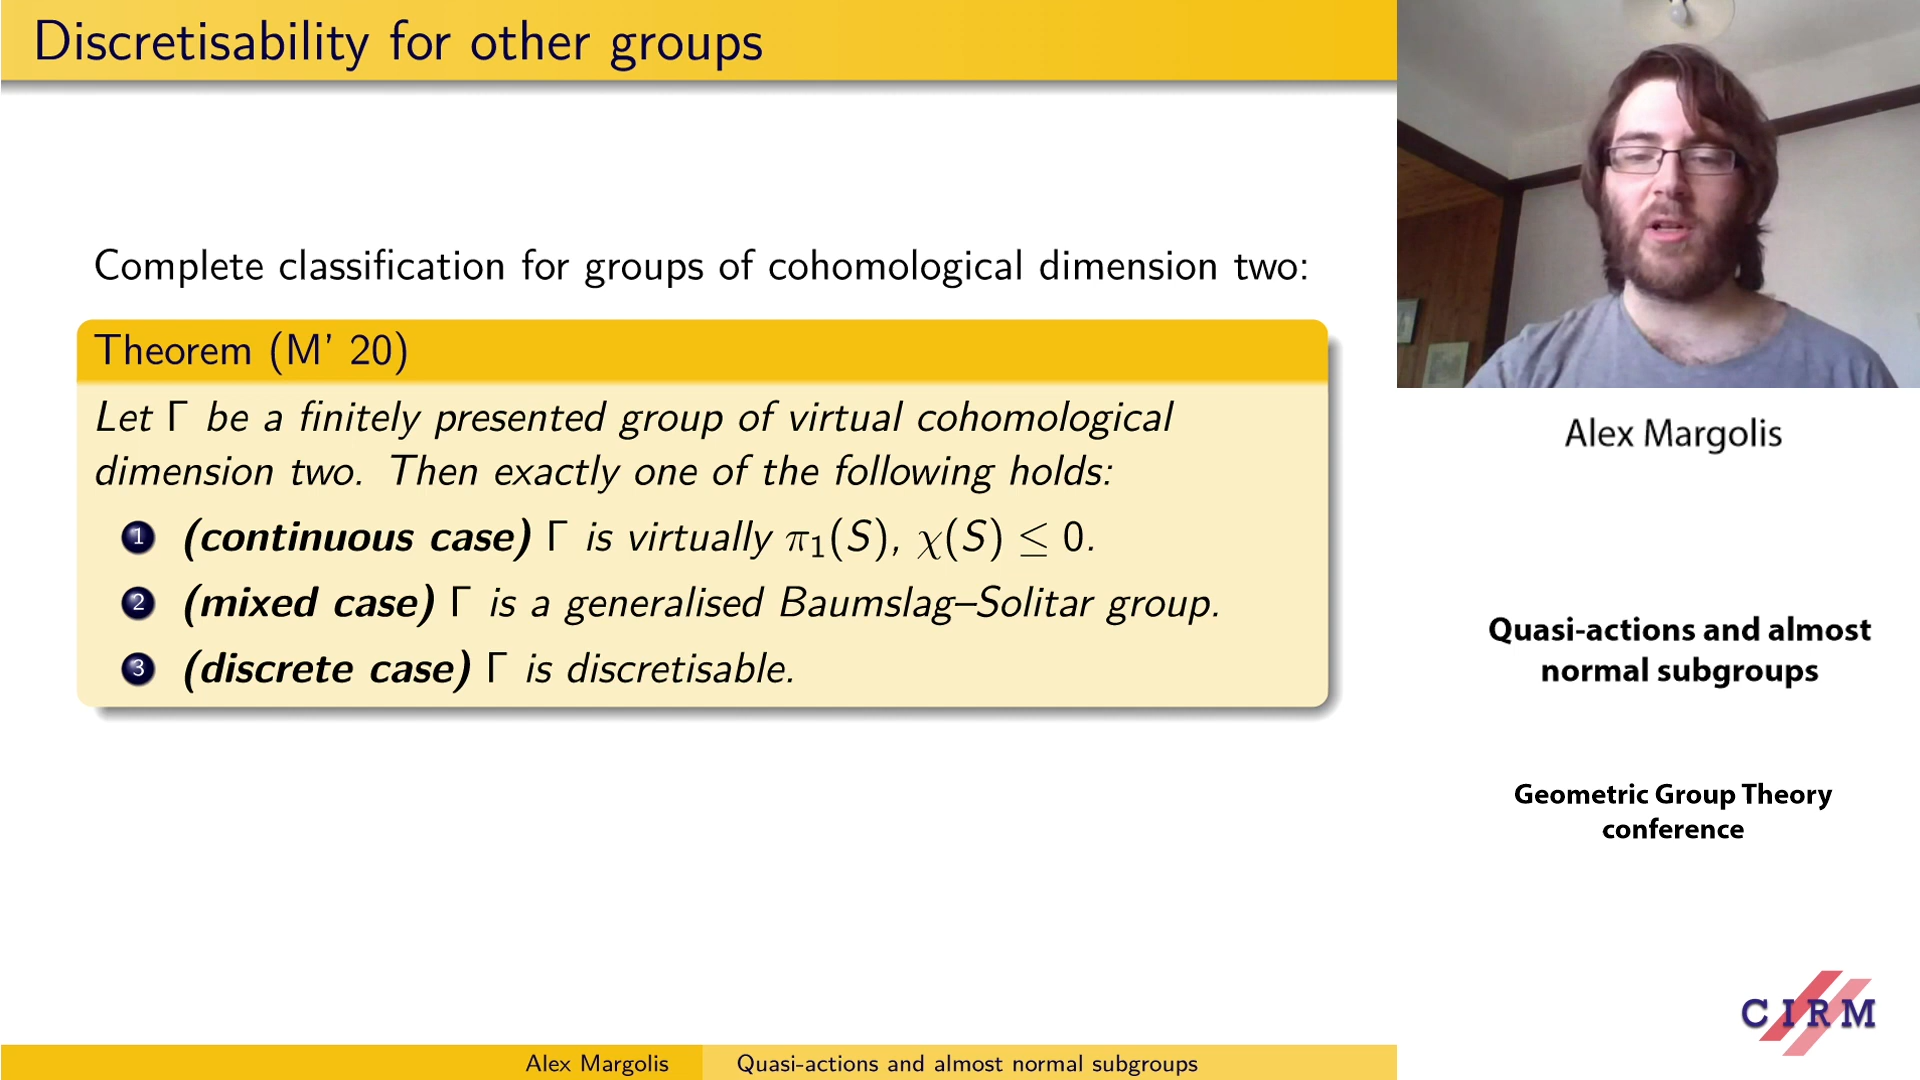 Discretisability for other groups
Complete classification for groups of cohomological dimension two:
Theorem (M' 20)
Let Γ be a finitely presented group of virtual cohomological
dimension two. Then exactly one of the following holds:
1 (continuous case) Γ is virtually π₁(S), χ(S) ≤ 0.
2 (mixed case) Γ is a generalised Baumslag–Solitar group.
3 (discrete case) Γ is discretisable.
Alex Margolis
Quasi-actions and almost normal subgroups
Alex Margolis
Quasi-actions and almost
normal subgroups
Geometric Group Theory
conference
CIRM